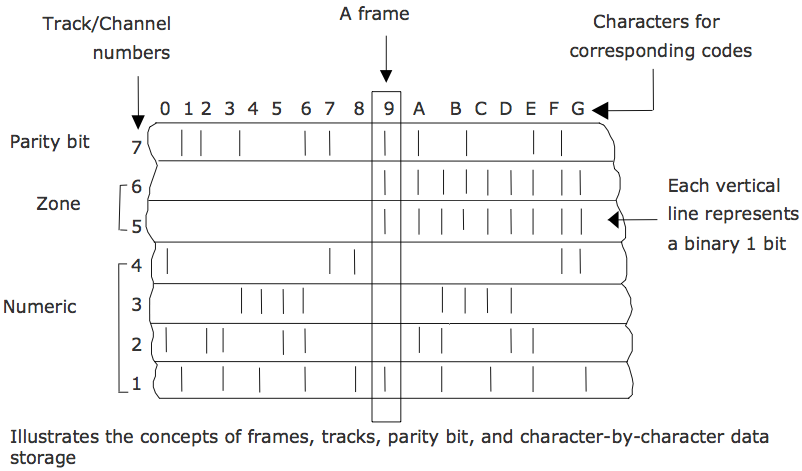 Track/Channel
numbers
A frame
Characters for
corresponding codes
0 1 2 3 4 5 6 7 8 9 A B C D E F G
Parity bit
7
6
Zone
5
Each vertical
line represents
a binary 1 bit
4
Numeric
3
2
1
Illustrates the concepts of frames, tracks, parity bit, and character-by-character data
storage